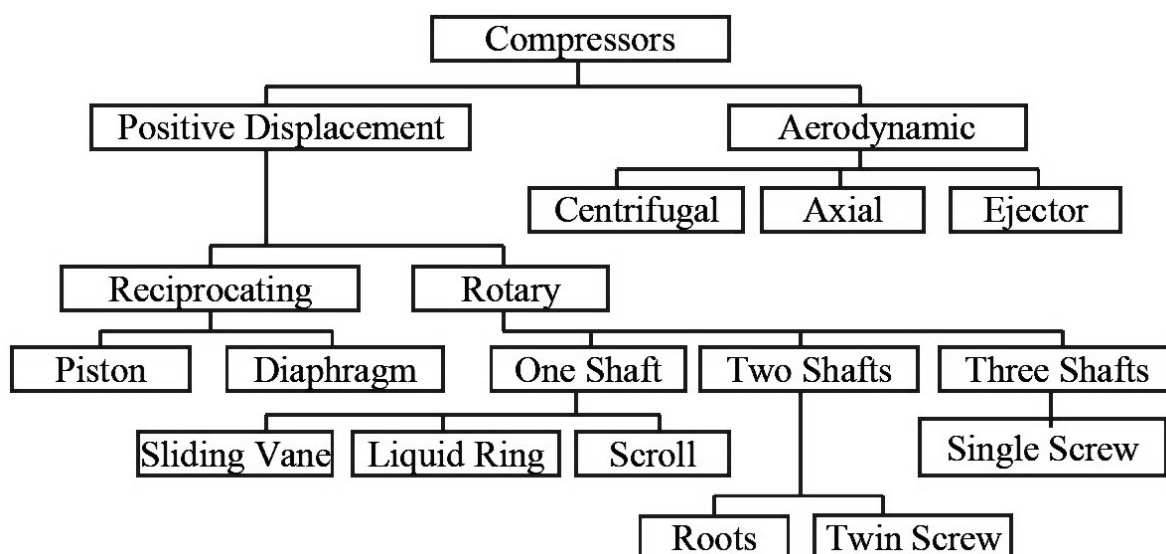 Compressors
Positive Displacement
Aerodynamic
Centrifugal
Axial
Ejector
Reciprocating
Rotary
Piston
Diaphragm
One Shaft
Two Shafts
Three Shafts
Sliding Vane
Liquid Ring
Scroll
Single Screw
Roots
Twin Screw